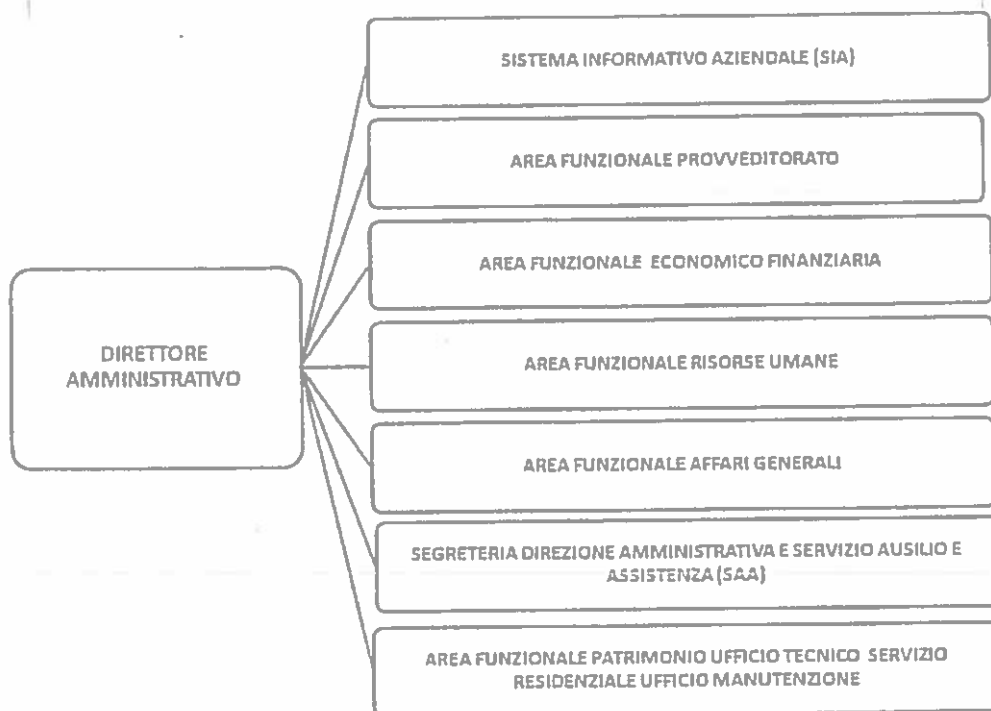 SISTEMA INFORMATIVO AZIENDALE (SIA)
AREA FUNZIONALE PROVVEDITORATO
AREA FUNZIONALE ECONOMICO FINANZIARIA
DIRETTORE
AMMINISTRATIVO
AREA FUNZIONALE RISORSE UMANE
AREA FUNZIONALE AFFARI GENERALI
SEGRETERIA DIREZIONE AMMINISTRATIVA E SERVIZIO AUSILIO E
ASSISTENZA (SAA)
AREA FUNZIONALE PATRIMONIO UFFICIO TECNICO SERVIZIO
RESIDENZIALE UFFICIO MANUTENZIONE